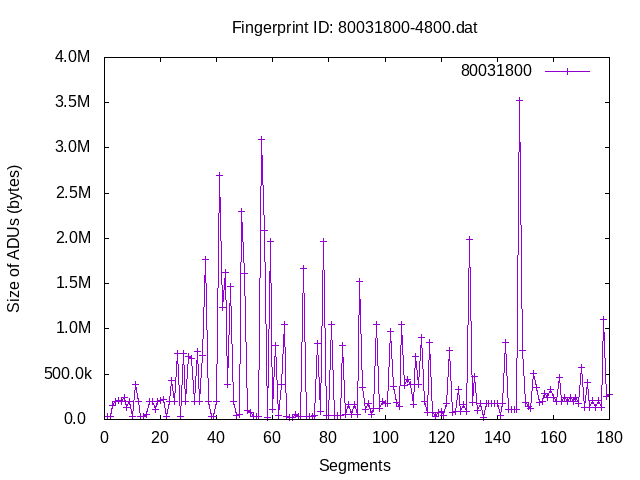 Fingerprint ID: 80031800-4800.dat
80031800
4.0M
3.5M
3.0M
2.5M
2.0M
1.5M
1.0M
500.0k
0.0
Size of ADUs (bytes)
0 20 40 60 80 100 120 140 160 180
Segments